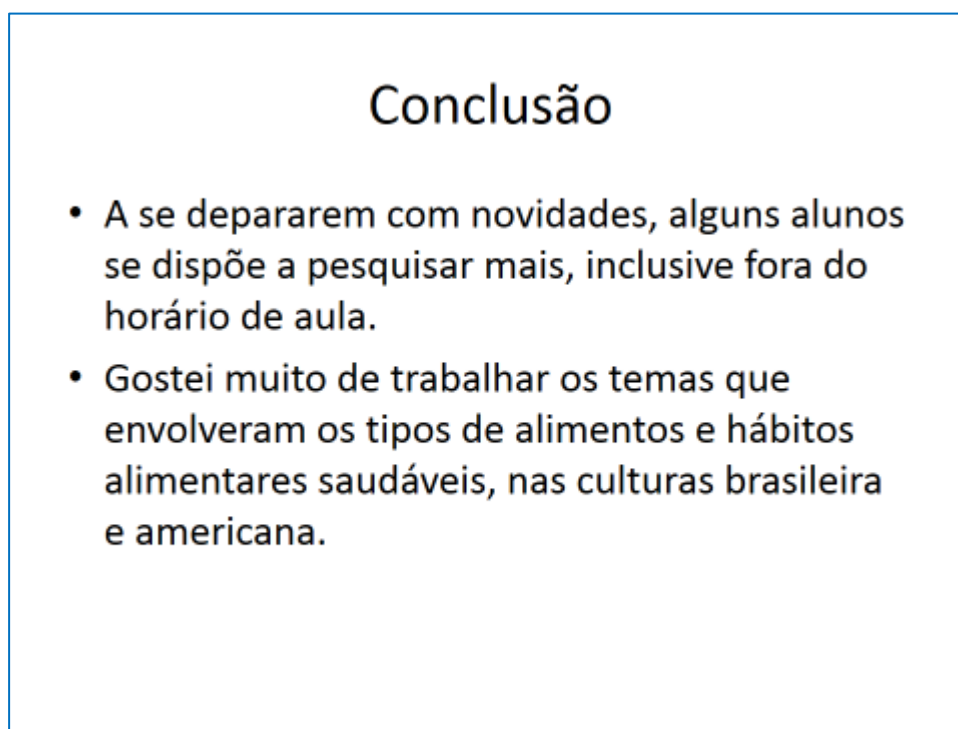 Conclusão
• A se depararem com novidades, alguns alunos
se dispõe a pesquisar mais, inclusive fora do
horário de aula.
• Gostei muito de trabalhar os temas que
envolveram os tipos de alimentos e hábitos
alimentares saudáveis, nas culturas brasileira
e americana.